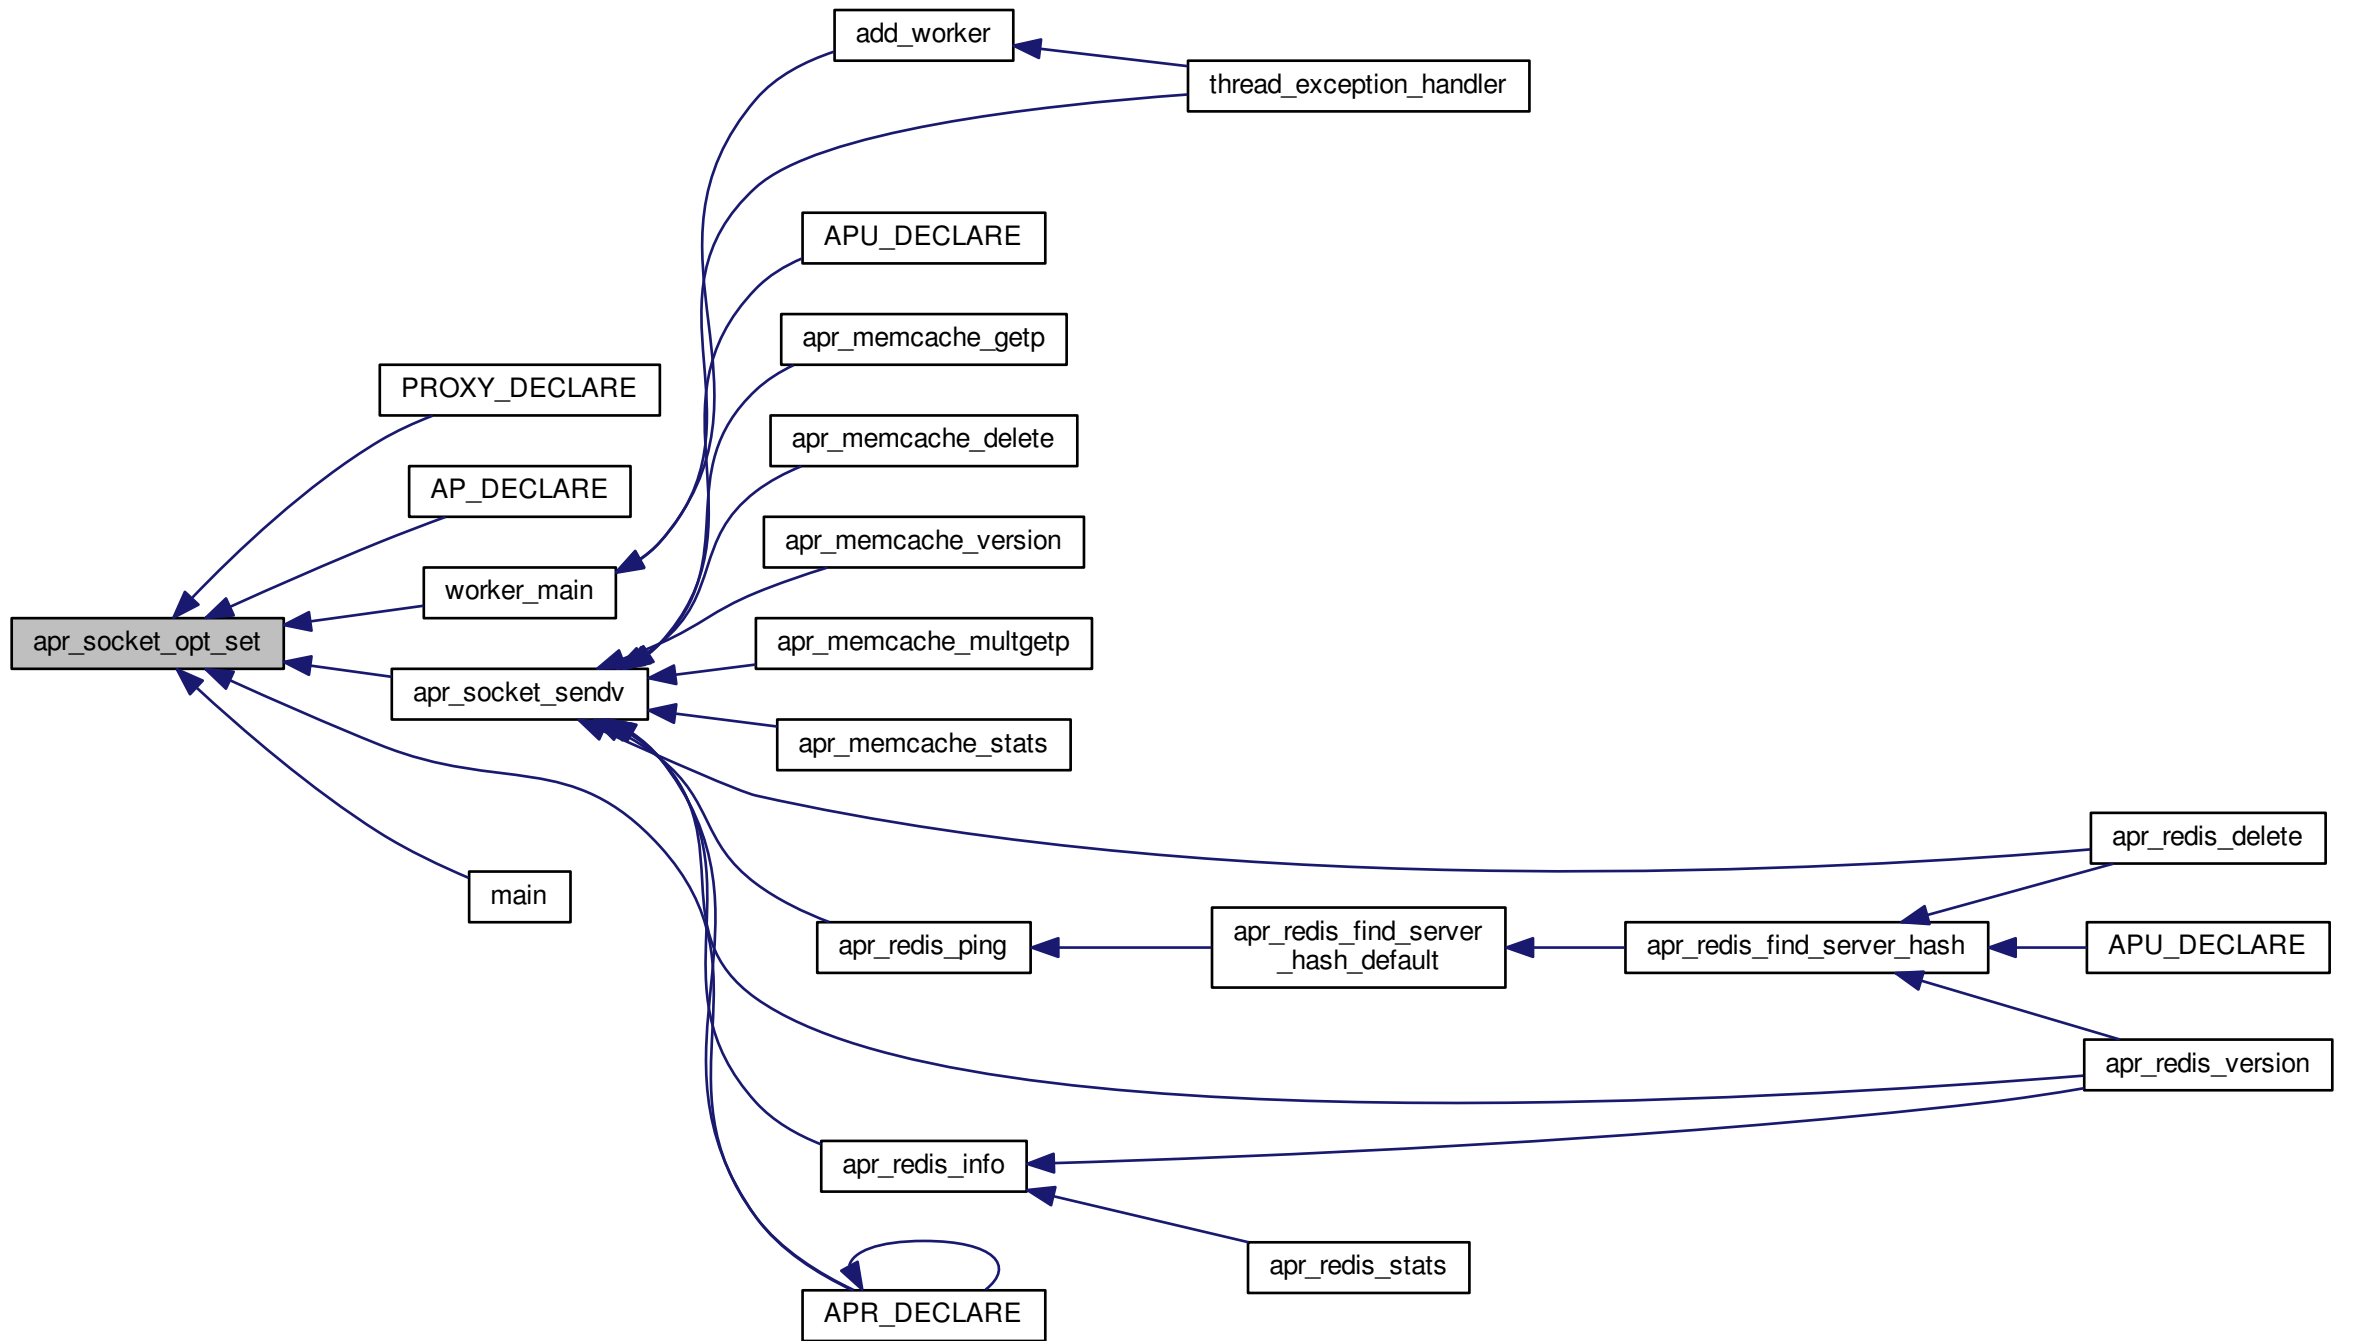 add_worker
thread_exception_handler
APU_DECLARE
apr_memcache_getp
PROXY_DECLARE
apr_memcache_delete
AP_DECLARE
apr_memcache_version
worker_main
apr_socket_opt_set
apr_memcache_multgetp
apr_socket_sendv
apr_memcache_stats
apr_redis_delete
main
apr_redis_ping
apr_redis_find_server
_hash_default
apr_redis_find_server_hash
APU_DECLARE
apr_redis_version
apr_redis_info
apr_redis_stats
APR_DECLARE